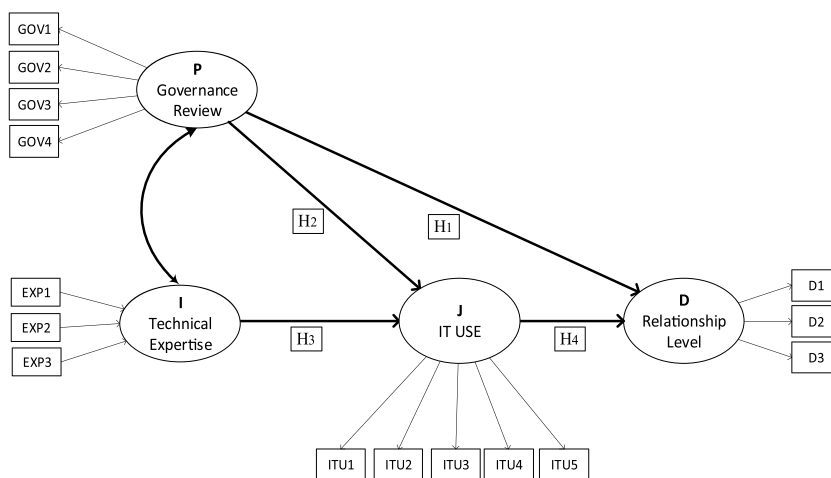 GOV1
GOV2
GOV3
GOV4
P
Governance
Review
H2
H1
EXP1
EXP2
EXP3
I
Technical
Expertise
H3
J
IT USE
H4
D
Relationship
Level
D1
D2
D3
ITU1
ITU2
ITU3
ITU4
ITU5